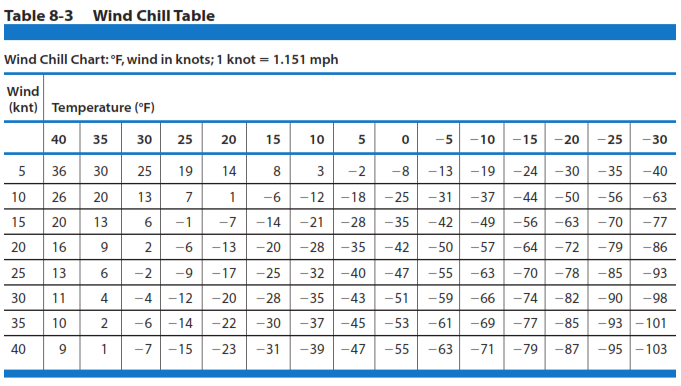 Table 8-3 Wind Chill Table
Wind Chill Chart: °F, wind in knots; 1 knot = 1.151 mph
Wind
(knt) Temperature (°F)
40 35 30 25 20 15 10 5 0 −5 −10 −15 −20 −25 −30
5 36 30 25 19 14 8 3 −2 −8 −13 −19 −24 −30 −35 −40
10 26 20 13 7 1 −6 −12 −18 −25 −31 −37 −44 −50 −56 −63
15 20 13 6 −1 −7 −14 −21 −28 −35 −42 −49 −56 −63 −70 −77
20 16 9 2 −6 −13 −20 −28 −35 −42 −50 −57 −64 −72 −79 −86
25 13 6 −2 −9 −17 −25 −32 −40 −47 −55 −63 −70 −78 −85 −93
30 11 4 −4 −12 −20 −28 −35 −43 −51 −59 −66 −74 −82 −90 −98
35 10 2 −6 −14 −22 −30 −37 −45 −53 −61 −69 −77 −85 −93 −101
40 9 1 −7 −15 −23 −31 −39 −47 −55 −63 −71 −79 −87 −95 −103